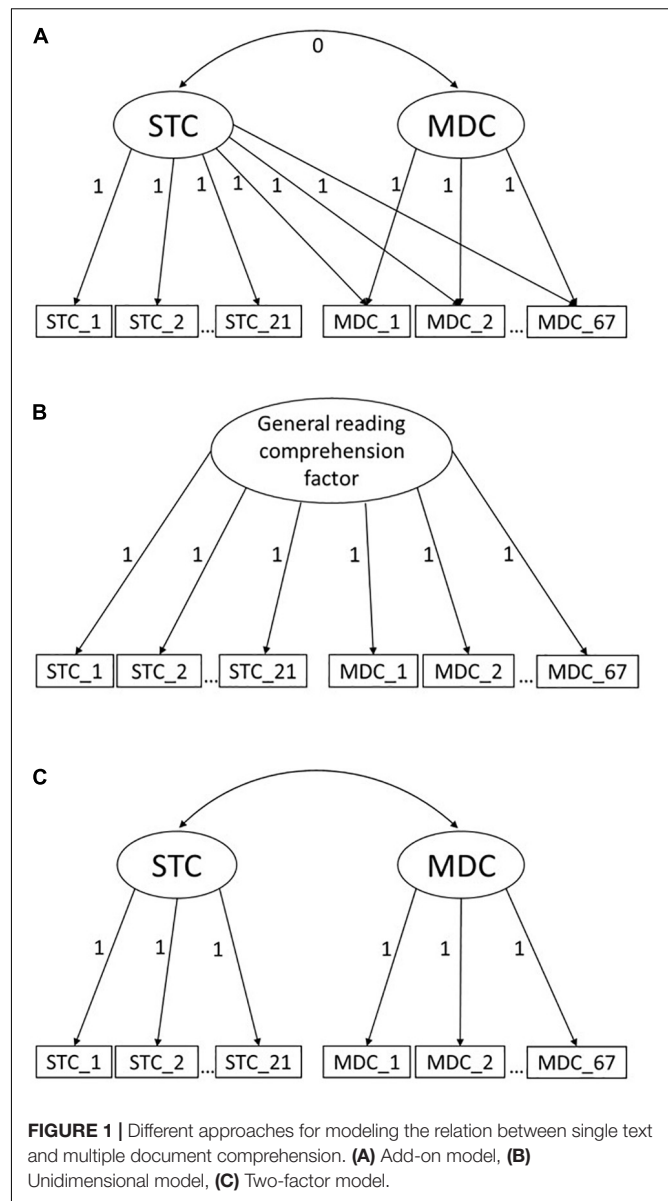 A
0
STC MDC
1 1 1 1 1 1 1 1 1
STC_1 STC_2 ... STC_21 MDC_1 MDC_2 ... MDC_67
B
General reading
comprehension
factor
1 1 1 1 1 1
STC_1 STC_2 ... STC_21 MDC_1 MDC_2 ... MDC_67
C
STC MDC
1 1 1 1 1 1
STC_1 STC_2 ... STC_21 MDC_1 MDC_2 ... MDC_67
FIGURE 1 | Different approaches for modeling the relation between single text
and multiple document comprehension. (A) Add-on model, (B)
Unidimensional model, (C) Two-factor model.